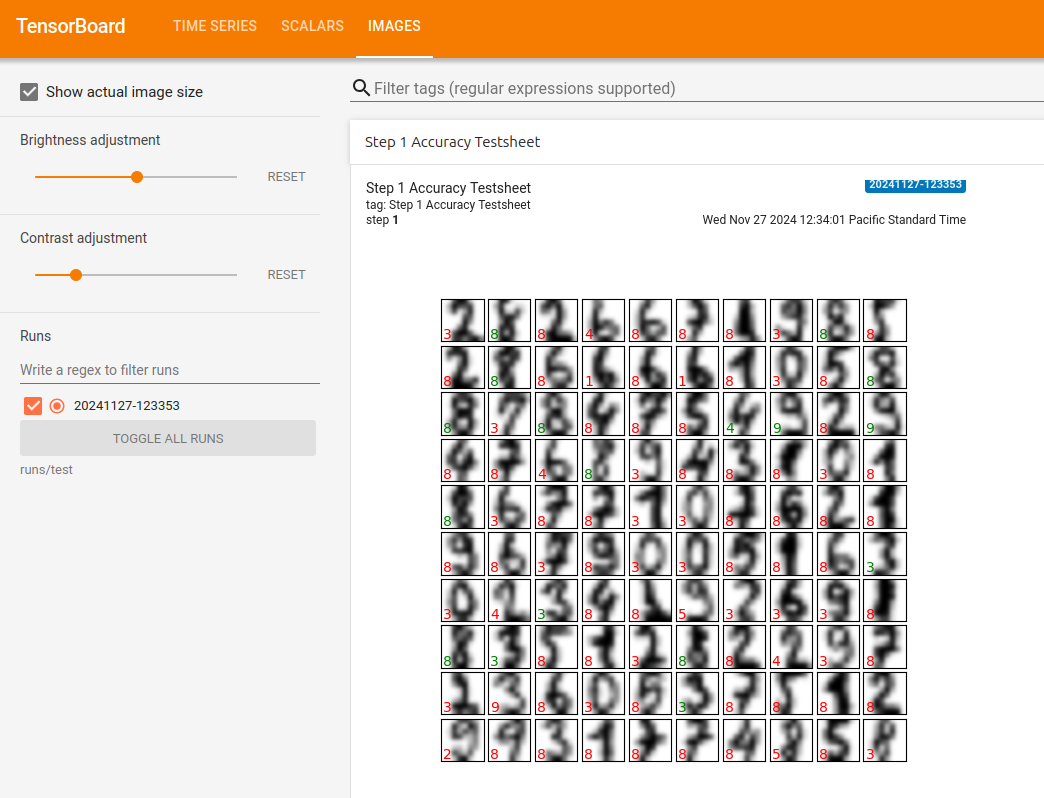 TensorBoard TIME SERIES SCALARS IMAGES
Show actual image size
Brightness adjustment
RESET
Contrast adjustment
RESET
Runs
Write a regex to filter runs
20241127-123353
TOGGLE ALL RUNS
runs/test
Filter tags (regular expressions supported)
Step 1 Accuracy Testsheet
Step 1 Accuracy Testsheet 20241127-123353
tag: Step 1 Accuracy Testsheet
step 1 Wed Nov 27 2024 12:34:01 Pacific Standard Time
3 8 8 4 8 8 8 3 8 8
8 8 8 1 8 1 8 3 8 8
8 3 8 8 8 8 4 9 8 9
8 8 4 8 3 8 8 8 3 8
8 3 8 8 3 3 8 8 8 8
8 8 3 8 3 3 8 8 8 3
3 4 3 8 8 5 3 3 3 8
8 3 8 8 3 8 8 4 3 8
3 9 8 3 8 3 8 8 8 8
2 8 8 8 8 8 8 5 8 3